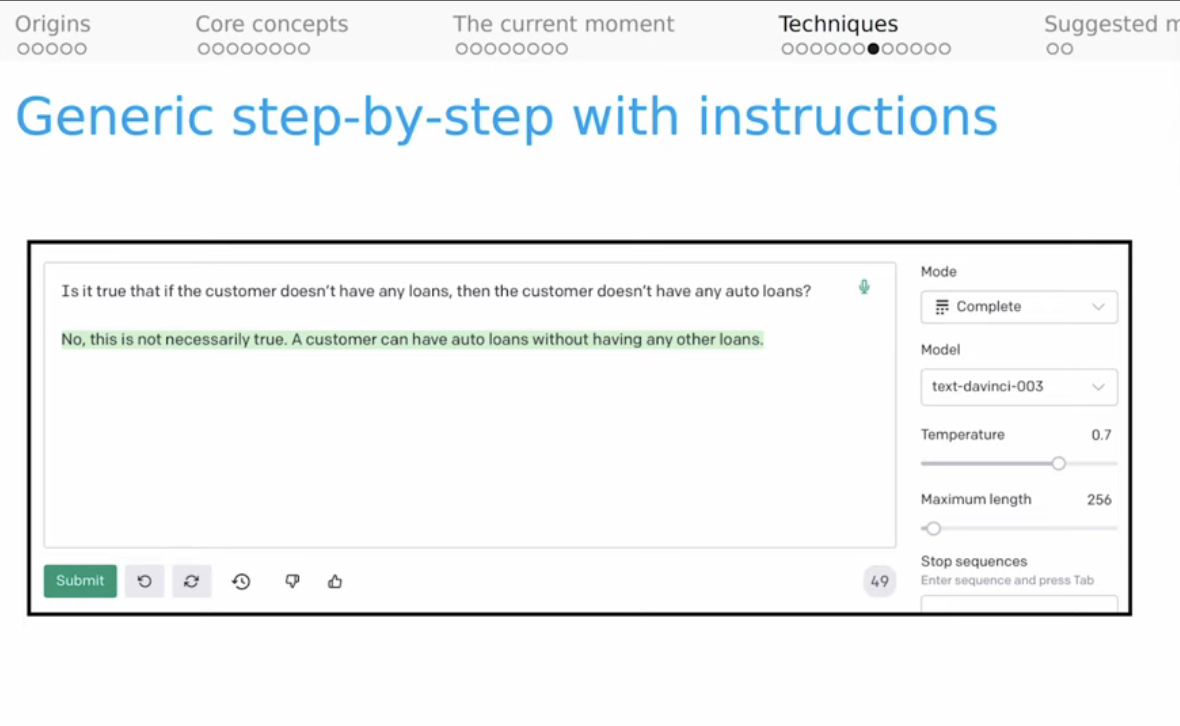 Origins
Core concepts
The current moment
Techniques
Suggested m
Generic step-by-step with instructions
Is it true that if the customer doesn't have any loans, then the customer doesn't have any auto loans?
No, this is not necessarily true. A customer can have auto loans without having any other loans.
Submit
49
Mode
Complete
Model
text-davinci-003
Temperature 0.7
Maximum length 256
Stop sequences
Enter sequence and press Tab